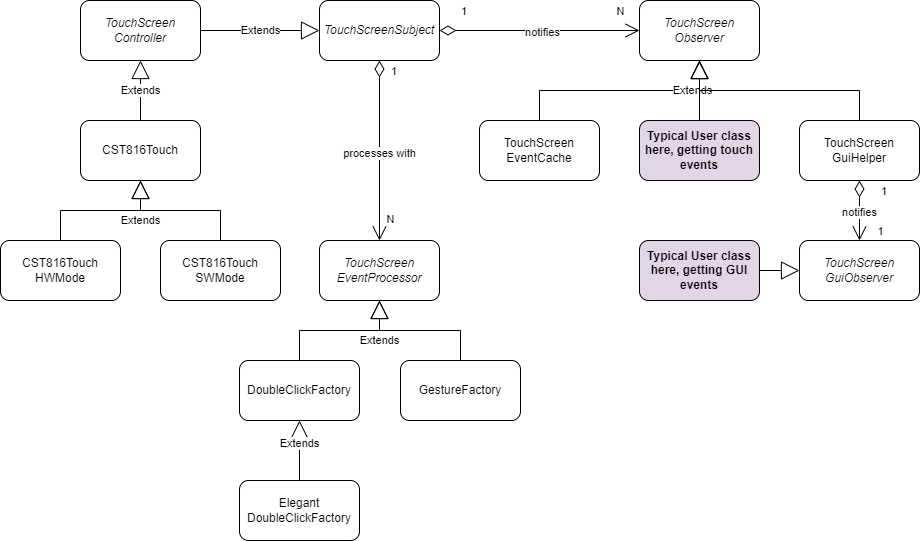 TouchScreen
Controller
Extends
TouchScreenSubject
1
notifies
N
TouchScreen
Observer
1
Extends
Extends
CST816Touch
processes with
TouchScreen
EventCache
Typical User class
here, getting touch
events
TouchScreen
GuiHelper
Extends
1
notifies
N
1
CST816Touch
HWMode
CST816Touch
SWMode
TouchScreen
EventProcessor
Typical User class
here, getting GUI
events
TouchScreen
GuiObserver
Extends
DoubleClickFactory
GestureFactory
Extends
Elegant
DoubleClickFactory